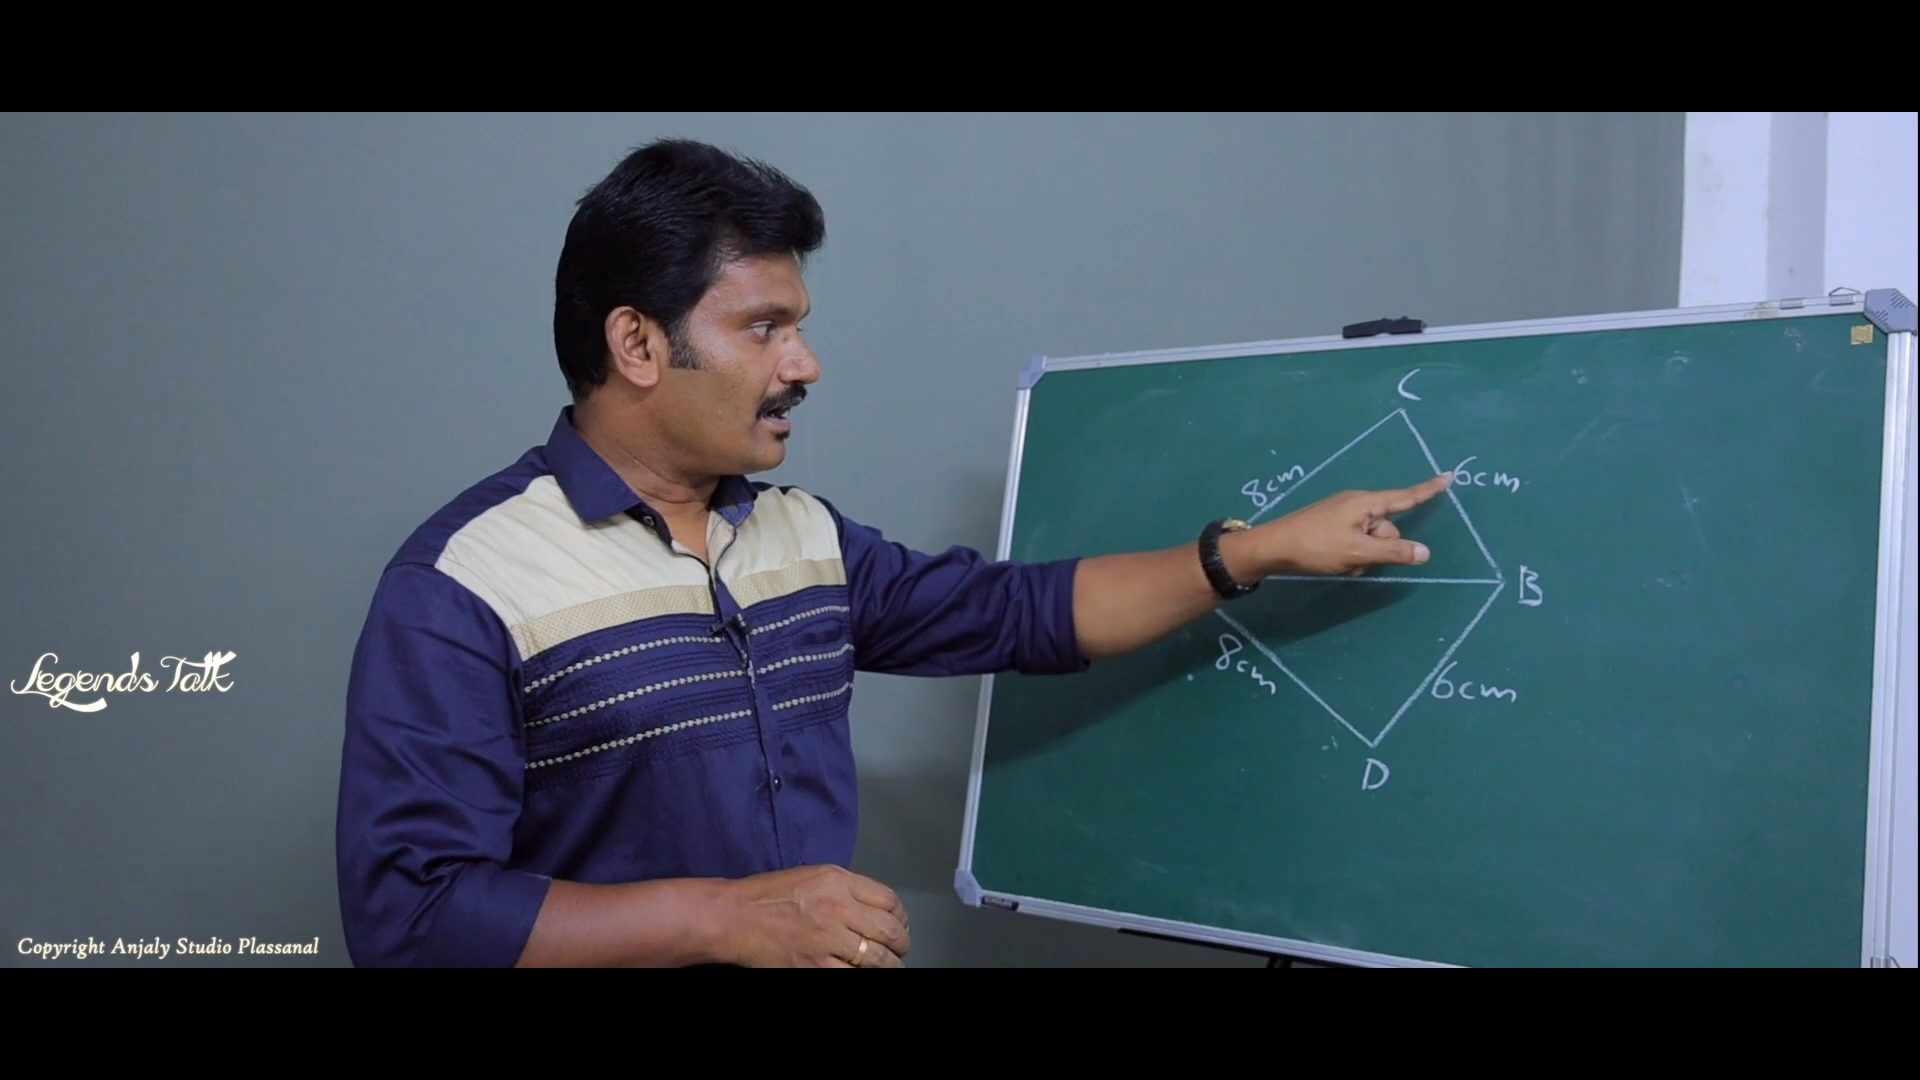 C
8cm
6cm
B
8cm
6cm
D
Legends Talk
Copyright Anjaly Studio Plassanal